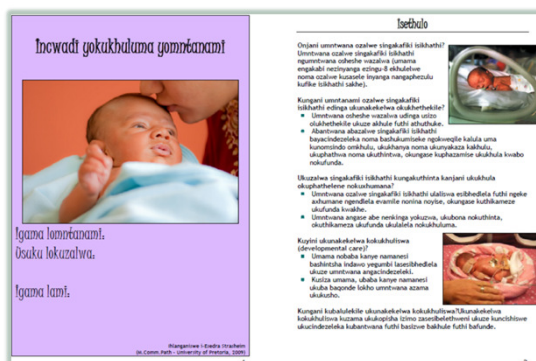 Incwadi yokukhuluma yomntanami
Igama lomntanami:
Usuku lokuzalwa:
Igama lami:
Ihlanganiswe i-Esedra Strasheim
(M.Comm.Path - University of Pretoria, 2009)
Isethulo
Onjani umntwana ozalwe singakafiki isikhathi?
Umntwana ozalwe singakafiki isikhathi
ngumntwana osheshe wazalwa (umama
engakabi nezinyanga ezingu-8 ekhulelwe
noma ozalwe kusasele inyanga nangaphezulu
kufike isikhathi sakhe).
Kungani umntanami ozalwe singakafiki
isikhathi edinga ukunakekelwa okukhethekile?
Umntwana osheshe wazalwa udinga usizo
olukhethekile ukuze akhule futhi athuthuke.
Abantwana abazalwe singakafiki isikhathi
bayacindezeleka noma bashukumiseke ngokweqile kalula uma
kunomsindo omkhulu, ukukhanya noma ukunyakaza kakhulu,
ukuphathwa noma ukuthintwa, okungase kuphazamise ukukhula kwabo
nokufunda.
Ukuzalwa singakafiki isikhathi kungakuthinta kanjani ukukhula
okuphathelene nokuxhumana?
Umntwana ozalwe singakafiki isikhathi ulaliswa esibhedlela futhi ngeke
axhumane ngendlela evamile nonina noyise, okungase kuthikameze
ukufunda kwakhe.
Umntwana angase abe nenkinga yokuzwa, ukubona nokuthinta,
okuthikameza ukufunda ukulalela nokukhuluma.
Kuyini ukunakekelwa kokukhuliswa
(developmental care)?
Umama nobaba kanye namanesi
bashintsha indawo yegumbi lasesibhedlela
ukuze umntwana angacindezeleki.
Kusiza umama, ubaba kanye namanesi
ukuba baqonde lokho umntwana azama
ukukusho.
Kungani kubalulekile ukunakekelwa kokukhuliswa?Ukunakekelwa
kokukhuliswa kuzama ukukopisha izimo zasesibelethweni ukuze kuncishiswe
ukucindezeleka kubantwana futhi basizwe bakhule futhi bafunde.